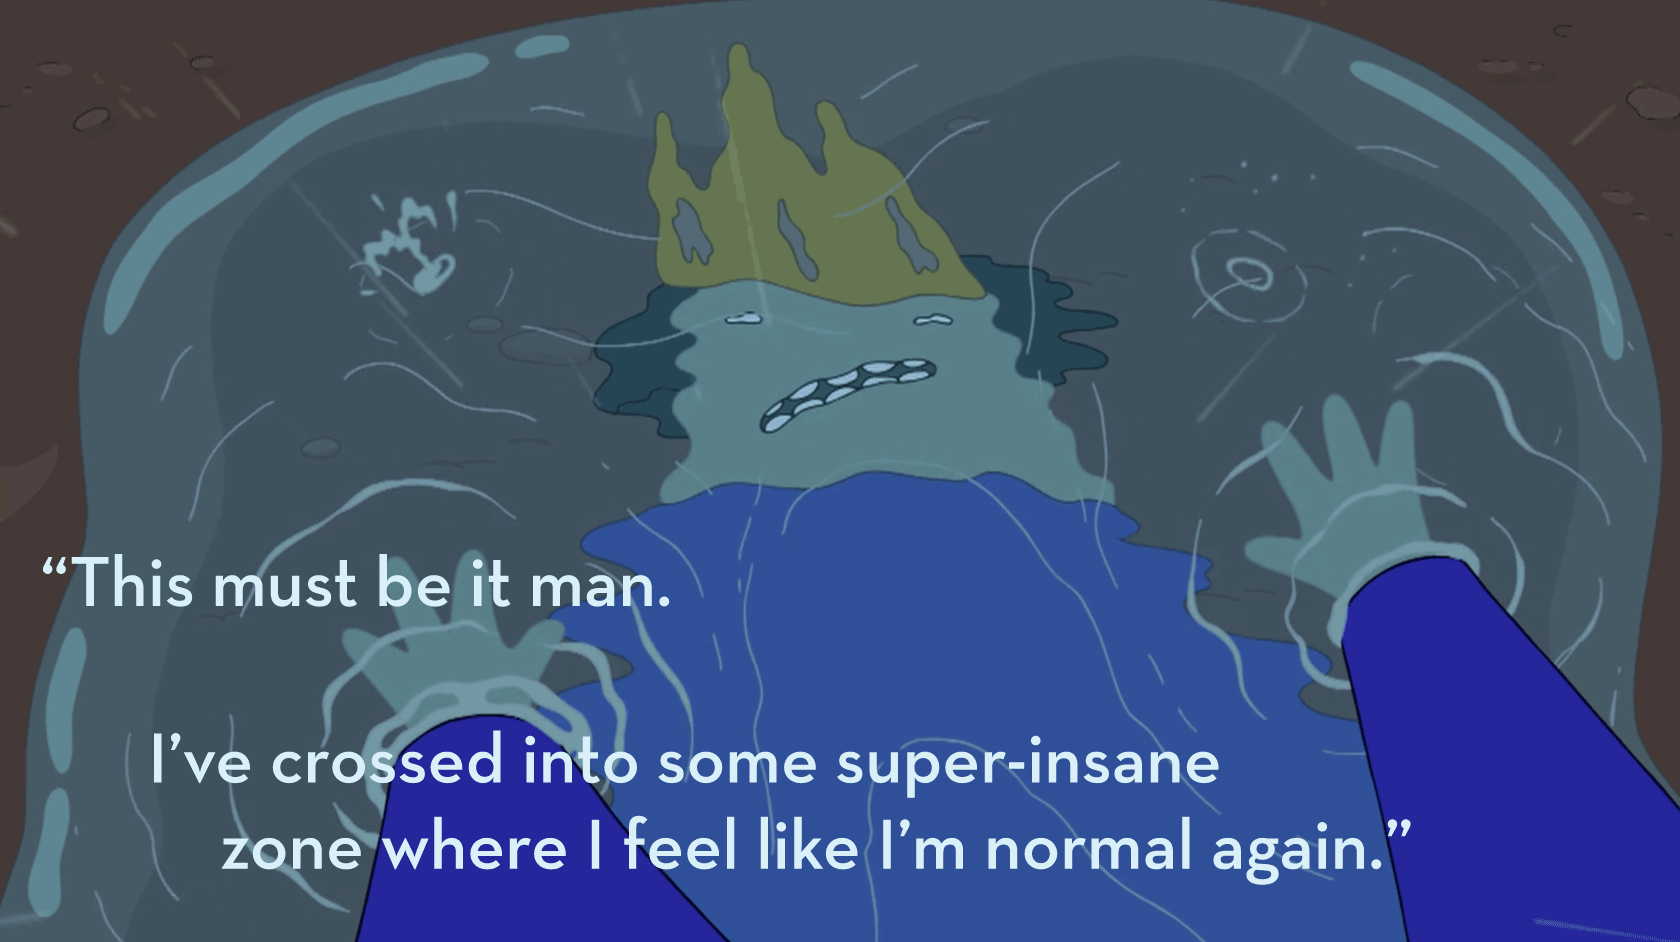 “This must be it man.
I’ve crossed into some super-insane
zone where I feel like I’m normal again.”